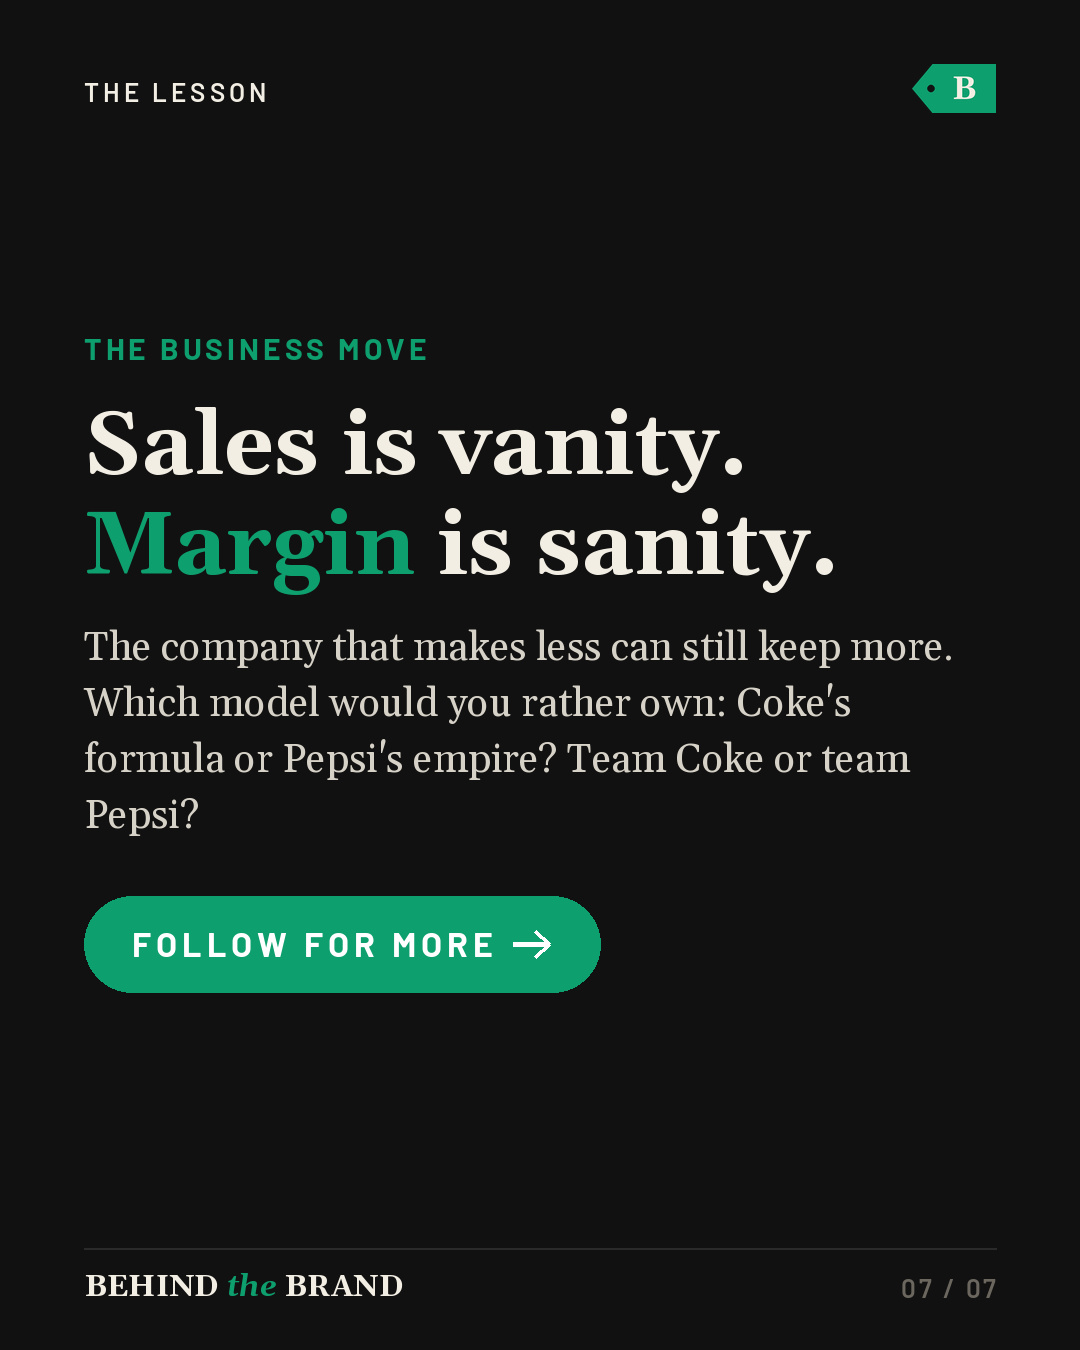 THE LESSON
B
THE BUSINESS MOVE
Sales is vanity.
Margin is sanity.
The company that makes less can still keep more.
Which model would you rather own: Coke's
formula or Pepsi's empire? Team Coke or team
Pepsi?
FOLLOW FOR MORE →
BEHIND the BRAND
07 / 07